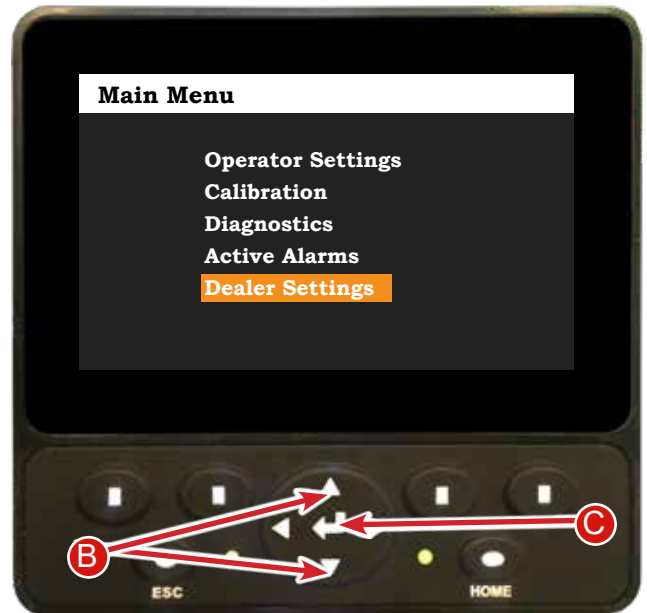 Main Menu
Operator Settings
Calibration
Diagnostics
Active Alarms
Dealer Settings
B
C
ESC
HOME